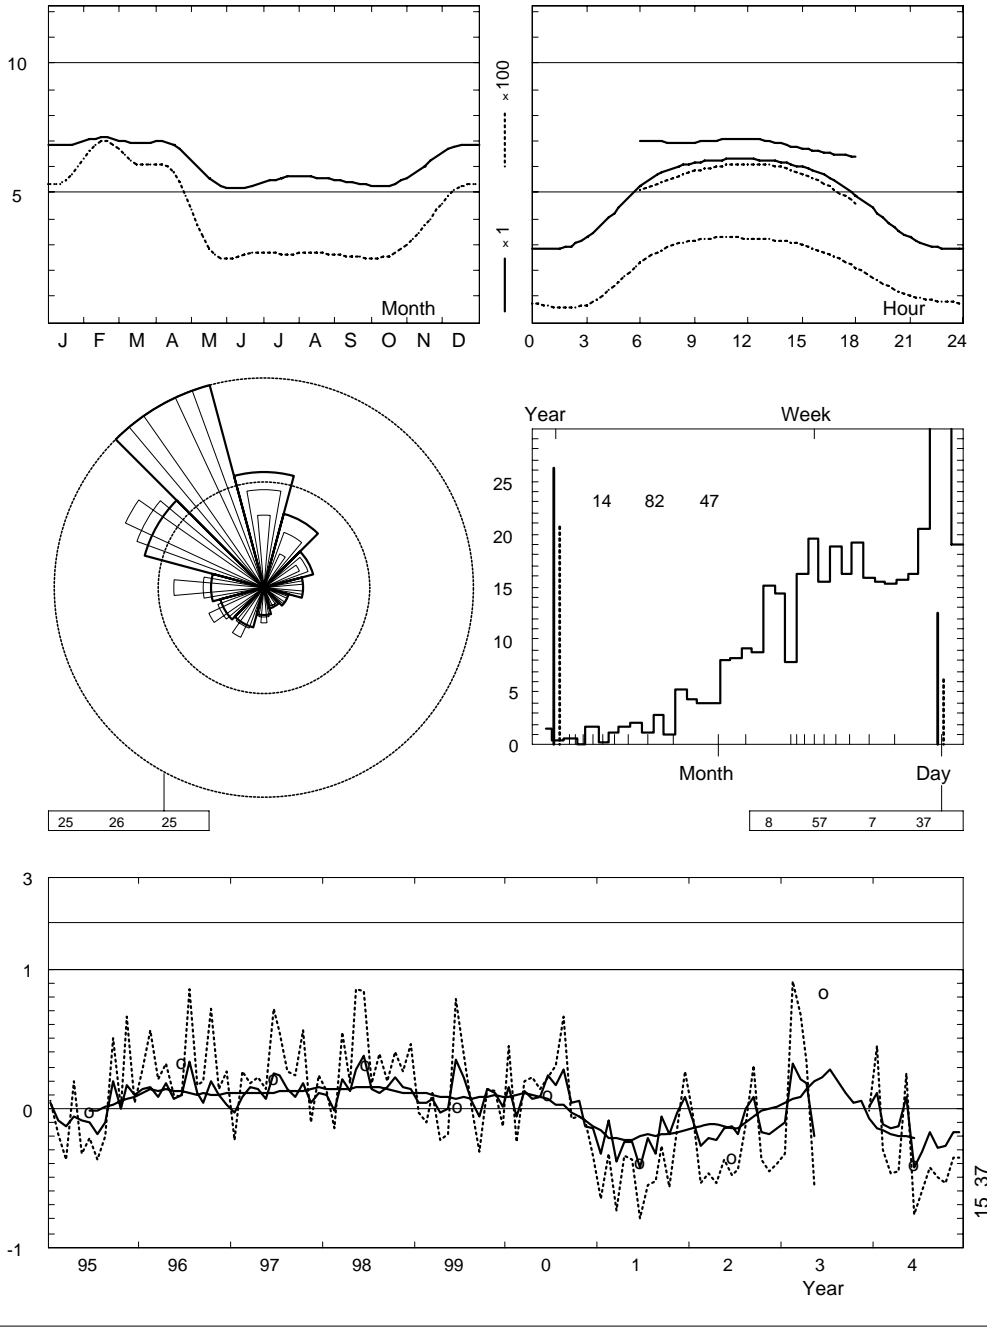 10
5
Month
J F M A M J J A S O N D
x 100
x 1
Hour
0 3 6 9 12 15 18 21 24
Year Week
25
20
15
10
5
0
14 82 47
Month Day
25 26 25
8 57 7 37
3
1
0
-1
o o o o o o o o o o
95 96 97 98 99 0 1 2 3 4
Year
15 37